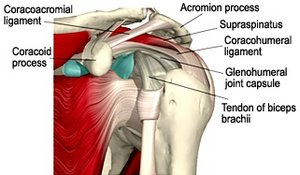 Coracoacromial
ligament
Coracoid
process
Acromion process
Supraspinatus
Coracohumeral
ligament
Glenohumeral
joint capsule
Tendon of biceps
brachii